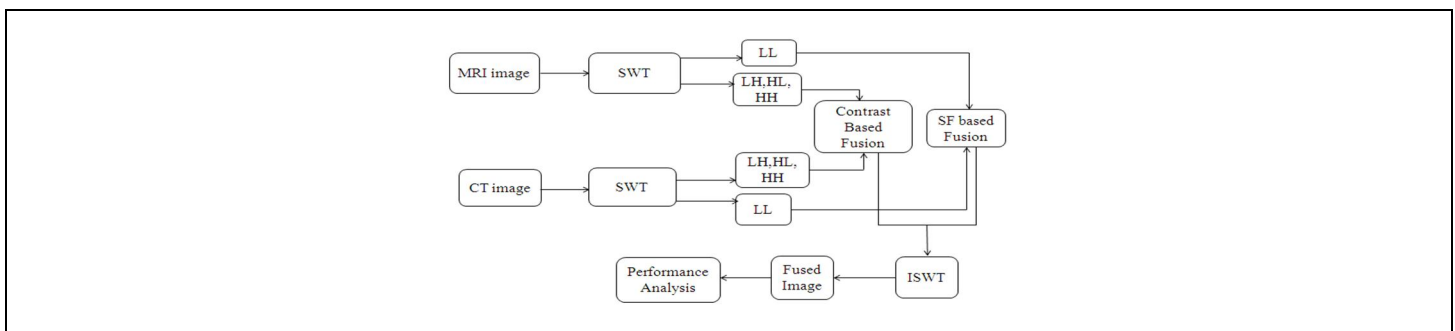 MRI image
SWT
LL
LH,HL,
HH
Contrast
Based
Fusion
SF based
Fusion
CT image
SWT
LH,HL,
HH
LL
Performance
Analysis
Fused
Image
ISWT